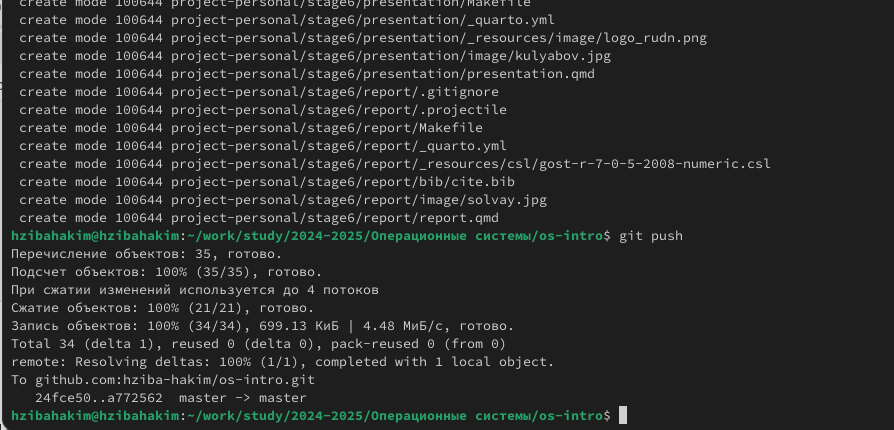 create mode 100644 project-personal/stage6/presentation/Makefile
create mode 100644 project-personal/stage6/presentation/_quarto.yml
create mode 100644 project-personal/stage6/presentation/_resources/image/logo_rudn.png
create mode 100644 project-personal/stage6/presentation/image/kulyabov.jpg
create mode 100644 project-personal/stage6/presentation/presentation.qmd
create mode 100644 project-personal/stage6/report/.gitignore
create mode 100644 project-personal/stage6/report/.projectile
create mode 100644 project-personal/stage6/report/Makefile
create mode 100644 project-personal/stage6/report/_quarto.yml
create mode 100644 project-personal/stage6/report/_resources/csl/gost-r-7-0-5-2008-numeric.csl
create mode 100644 project-personal/stage6/report/bib/cite.bib
create mode 100644 project-personal/stage6/report/image/solvay.jpg
create mode 100644 project-personal/stage6/report/report.qmd
hzibahakim@hzibahakim:~/work/study/2024-2025/Операционные системы/os-intro$ git push
Перечисление объектов: 35, готово.
Подсчет объектов: 100% (35/35), готово.
При сжатии изменений используется до 4 потоков
Сжатие объектов: 100% (21/21), готово.
Запись объектов: 100% (34/34), 699.13 КиБ | 4.48 МиБ/с, готово.
Total 34 (delta 1), reused 0 (delta 0), pack-reused 0 (from 0)
remote: Resolving deltas: 100% (1/1), completed with 1 local object.
To github.com:hziba-hakim/os-intro.git
24fce50..a772562  master -> master
hzibahakim@hzibahakim:~/work/study/2024-2025/Операционные системы/os-intro$